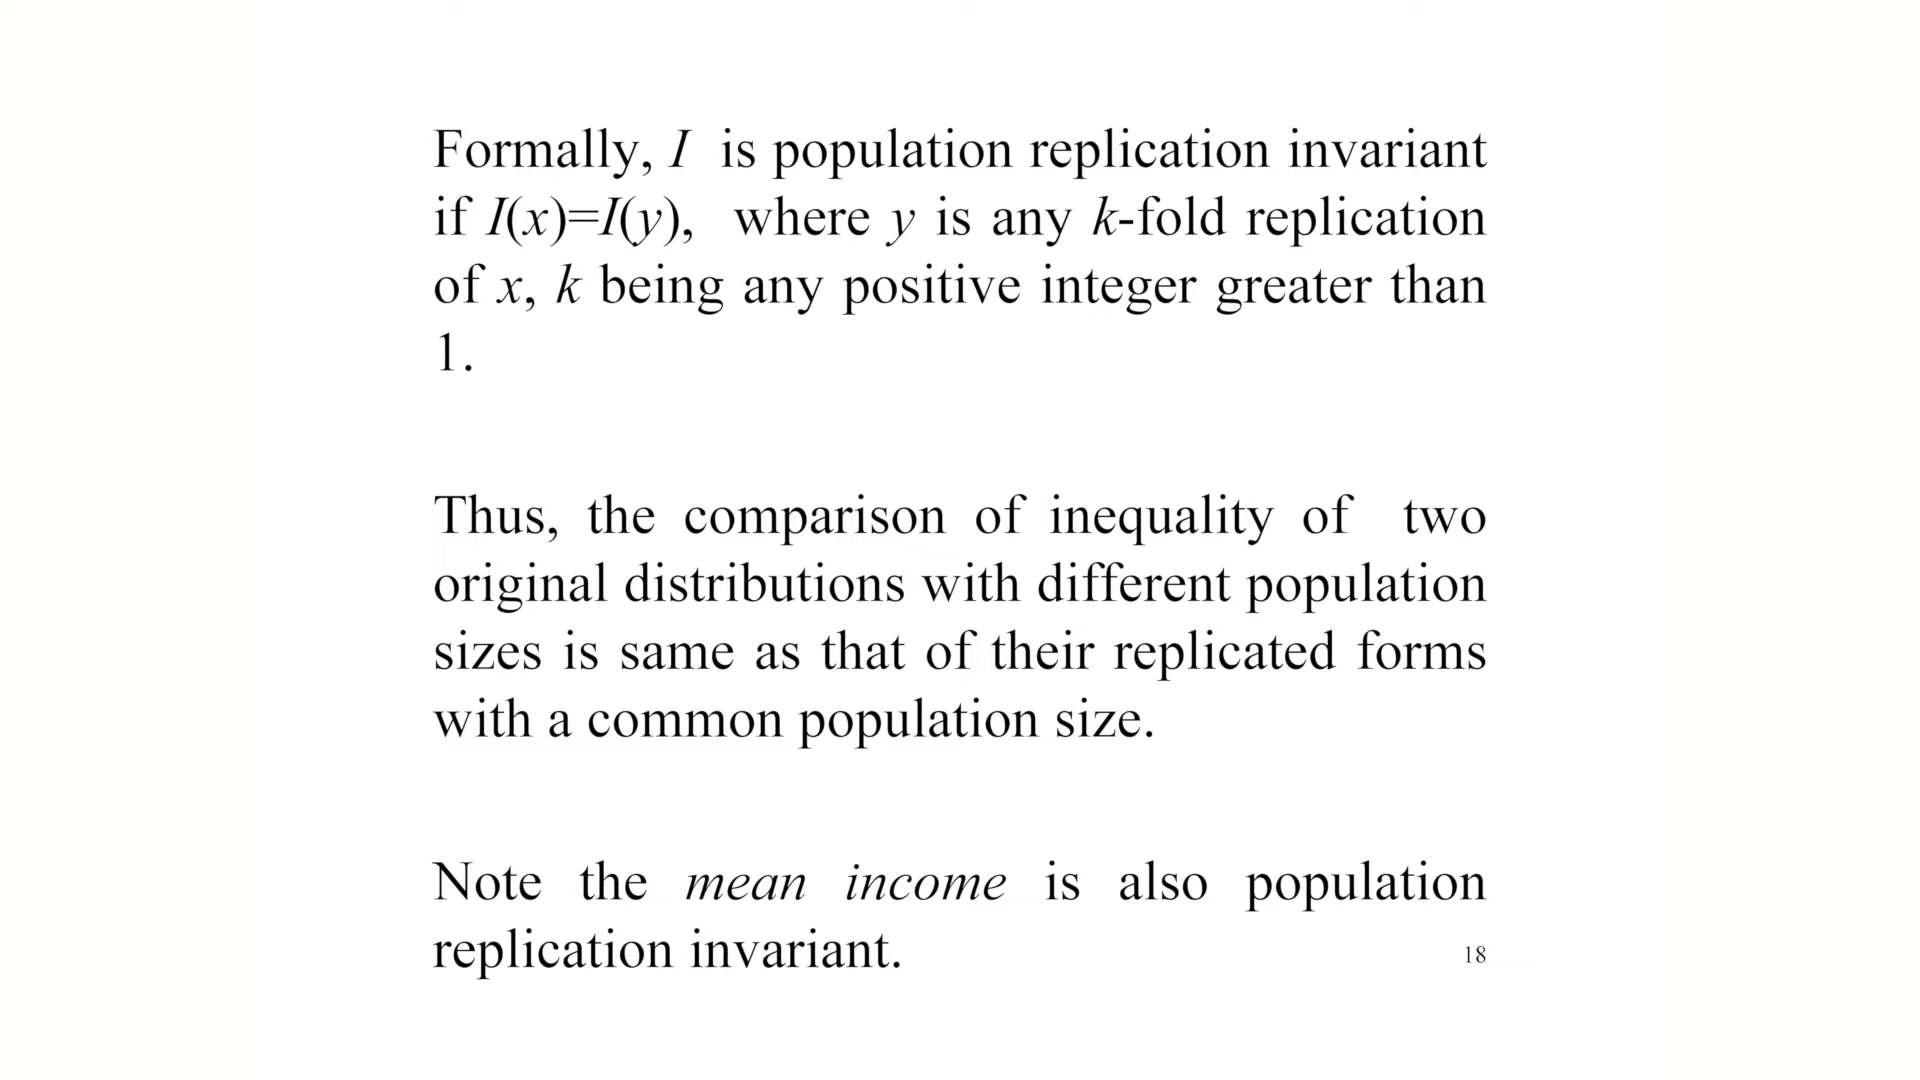 Formally, I is population replication invariant
if I(x)=I(y), where y is any k-fold replication
of x, k being any positive integer greater than
1.
Thus, the comparison of inequality of two
original distributions with different population
sizes is same as that of their replicated forms
with a common population size.
Note the mean income is also population
replication invariant.
18